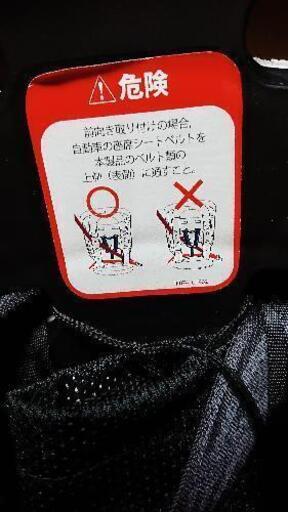 危険
前向き取り付けの場合、
自動車の座席シートベルトを
本製品のベルト類の
上側（表側）に通すこと。